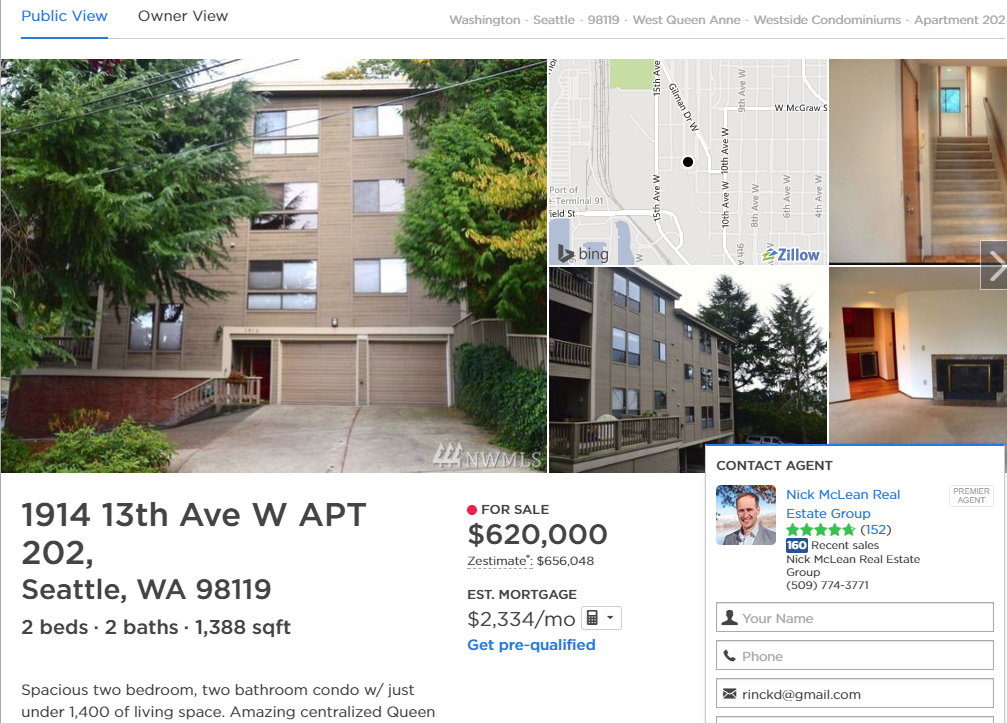 Public View
Owner View
Washington · Seattle · 98119 · West Queen Anne · Westside Condominiums · Apartment 202
15th Ave
Gilman Dr W
9th Ave W
W McGraw S
10th Ave W
Port of
e-Terminal 91
field St
15th Ave W
10th Ave W
8th Ave W
6th Ave W
4th Ave W
9th W
W
bing
Zillow
NWMLS
CONTACT AGENT
Nick McLean Real
Estate Group
PREMIER
AGENT
(152)
160 Recent sales
Nick McLean Real Estate
Group
(509) 774-3771
Your Name
Phone
rinckd@gmail.com
1914 13th Ave W APT
202,
Seattle, WA 98119
2 beds · 2 baths · 1,388 sqft
FOR SALE
$620,000
Zestimate®: $656,048
EST. MORTGAGE
$2,334/mo
Get pre-qualified
Spacious two bedroom, two bathroom condo w/ just
under 1,400 of living space. Amazing centralized Queen